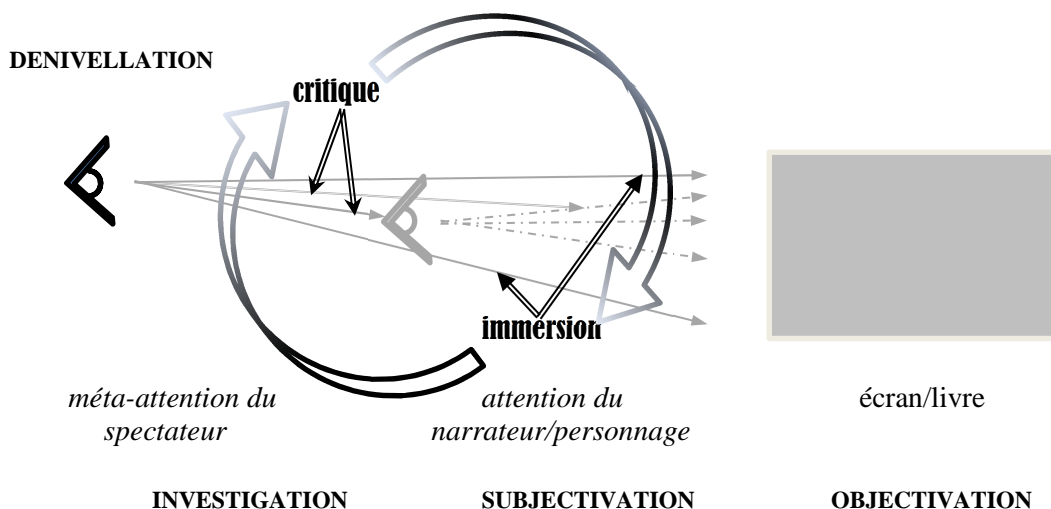 DENIVELLATION
critique
immersion
méta-attention du
spectateur
attention du
narrateur/personnage
écran/livre
INVESTIGATION
SUBJECTIVATION
OBJECTIVATION